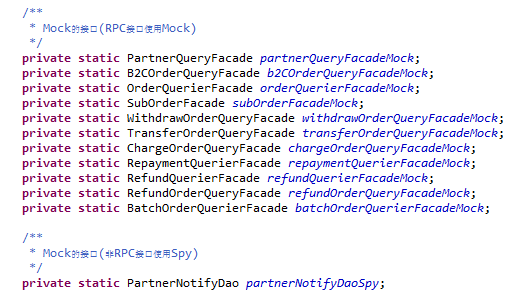 /**
 * Mock的接口(RPC接口使用Mock)
 */
private static PartnerQueryFacade partnerQueryFacadeMock;
private static B2COrderQueryFacade b2COrderQueryFacadeMock;
private static OrderQuerierFacade orderQuerierFacadeMock;
private static SubOrderFacade subOrderFacadeMock;
private static WithdrawOrderQueryFacade withdrawOrderQueryFacadeMock;
private static TransferOrderQueryFacade transferOrderQueryFacadeMock;
private static ChargeOrderQueryFacade chargeOrderQueryFacadeMock;
private static RepaymentQuerierFacade repaymentQuerierFacadeMock;
private static RefundQuerierFacade refundQuerierFacadeMock;
private static RefundOrderQueryFacade refundOrderQueryFacadeMock;
private static BatchOrderQuerierFacade batchOrderQuerierFacadeMock;

/**
 * Mock的接口(非RPC接口使用Spy)
 */
private static PartnerNotifyDao partnerNotifyDaoSpy;